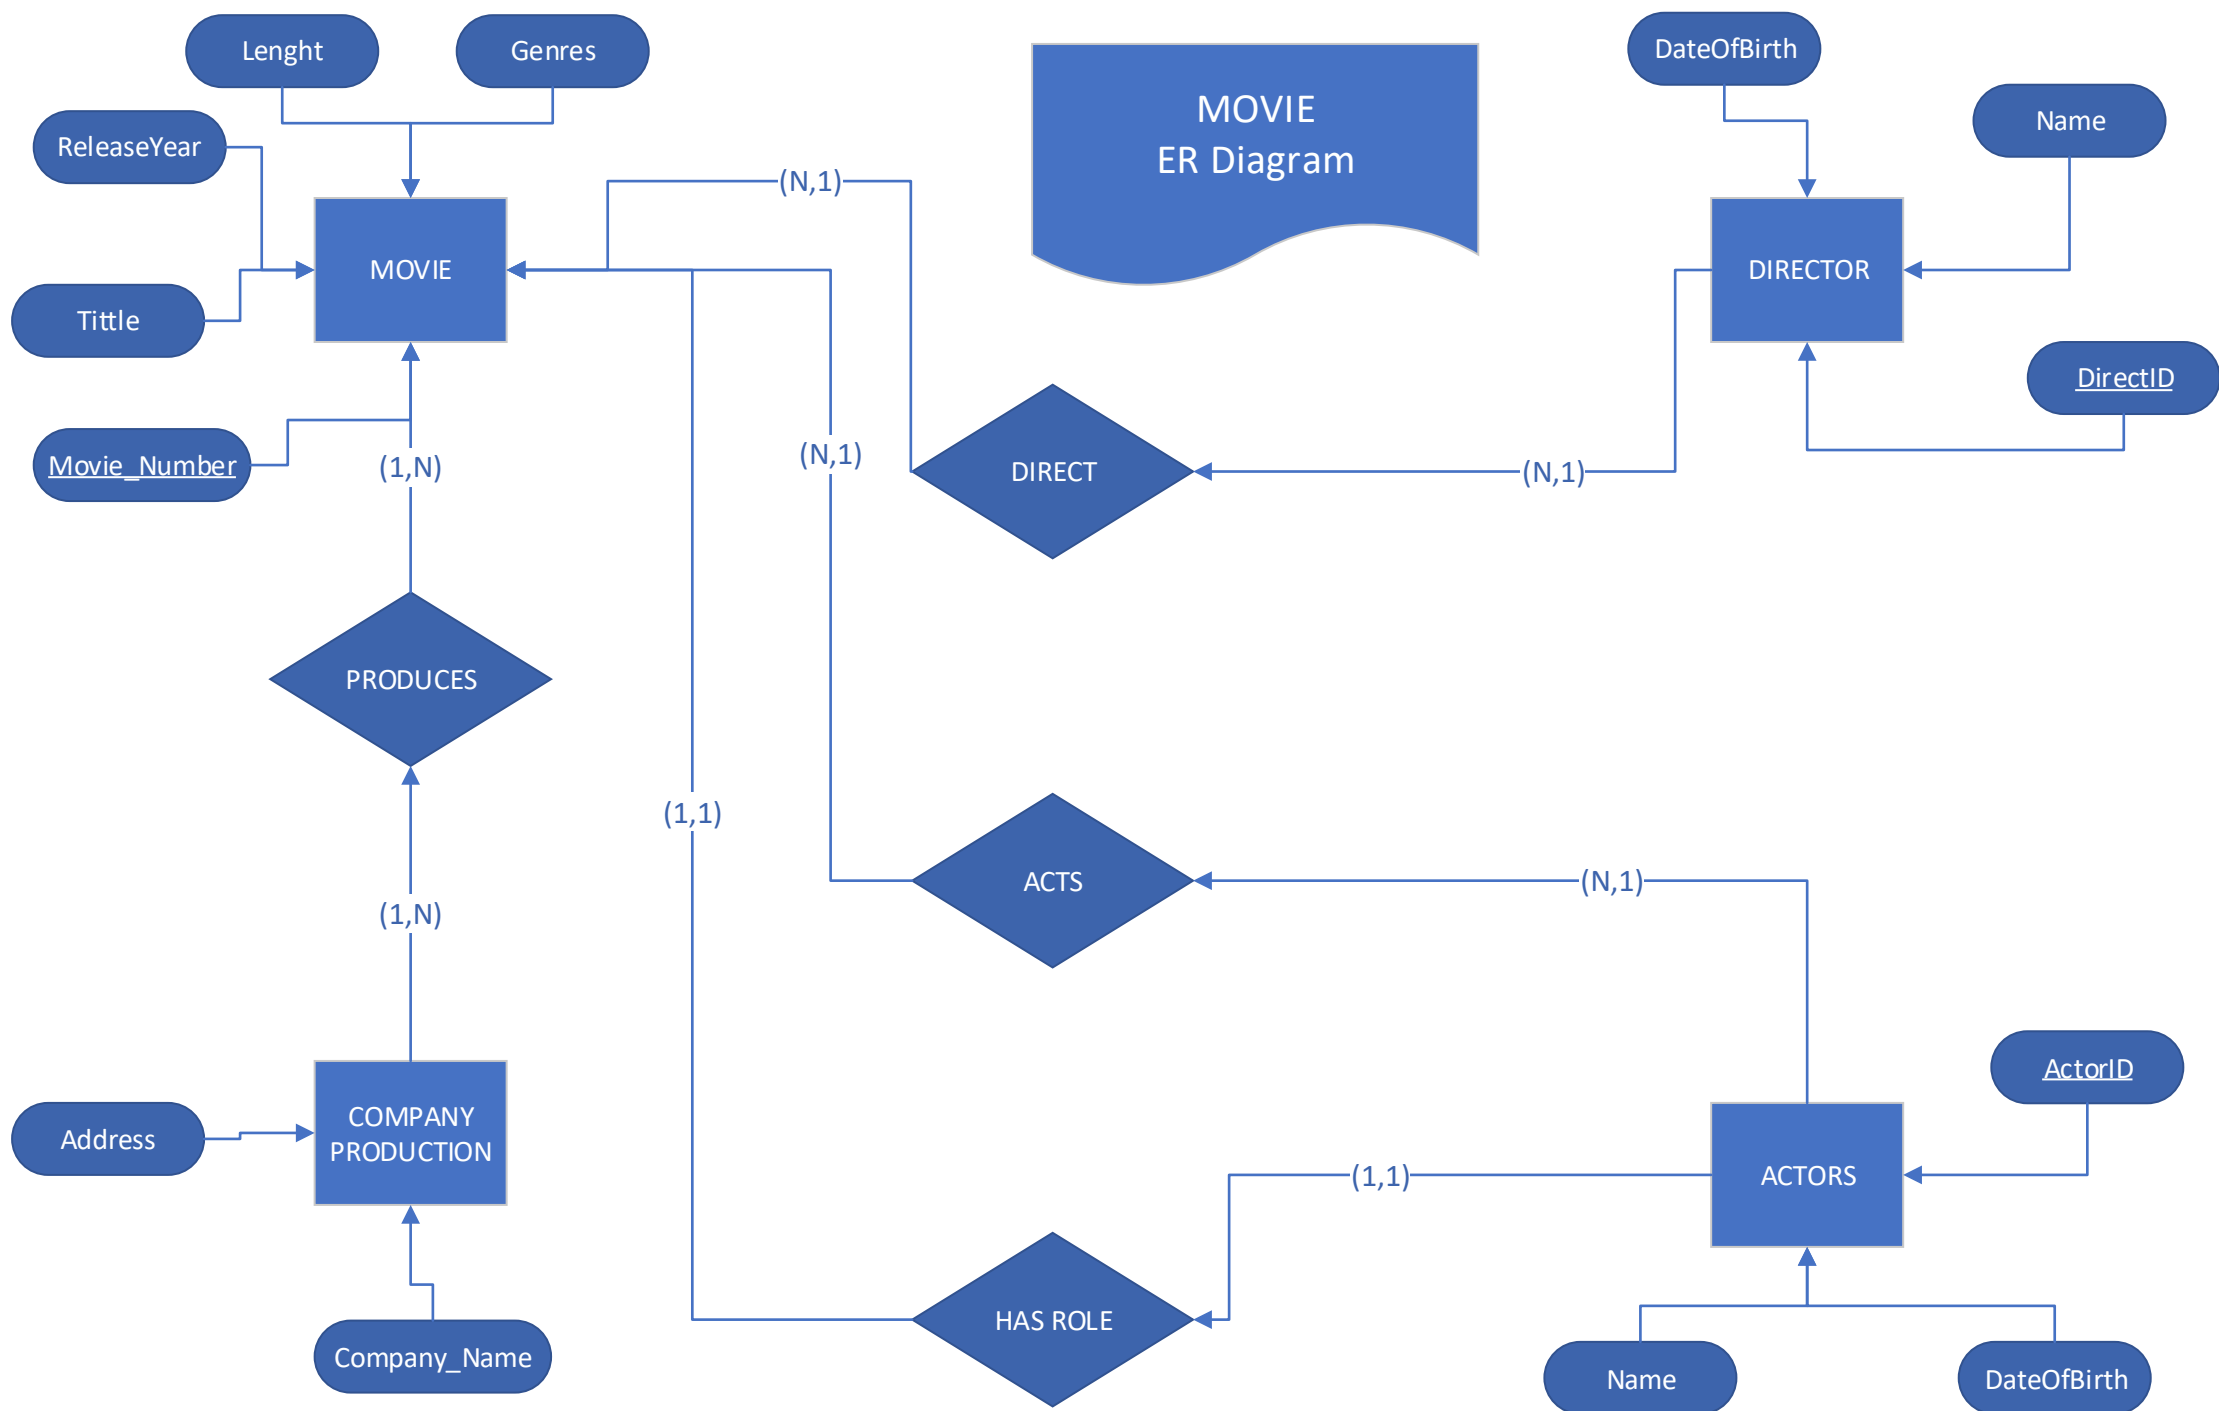 Lenght
Genres
DateOfBirth
MOVIE
ER Diagram
Name
ReleaseYear
(N,1)
MOVIE
DIRECTOR
Tittle
DirectID
Movie_Number
(1,N)
(N,1)
DIRECT
(N,1)
PRODUCES
(1,1)
ACTS
(N,1)
(1,N)
ActorID
COMPANY
PRODUCTION
Address
(1,1)
ACTORS
HAS ROLE
Company_Name
Name
DateOfBirth